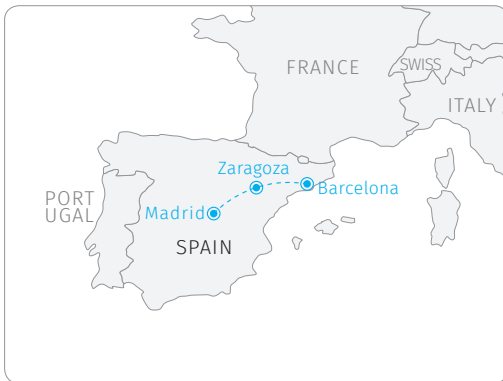 FRANCE
SWISS
ITALY
Zaragoza
Barcelona
PORT
UGAL
Madrid
SPAIN